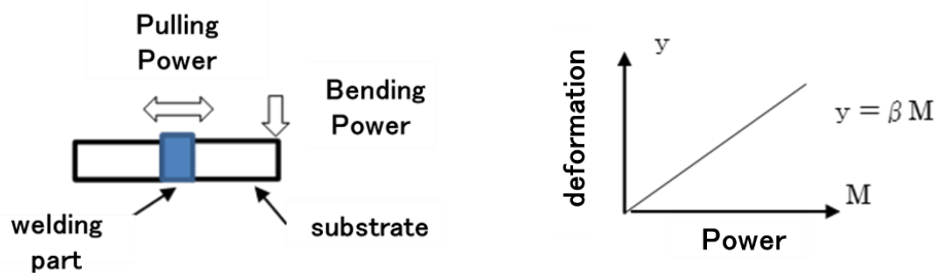 Pulling
Power
Bending
Power
welding
part
substrate
deformation
y
y = β M
M
Power